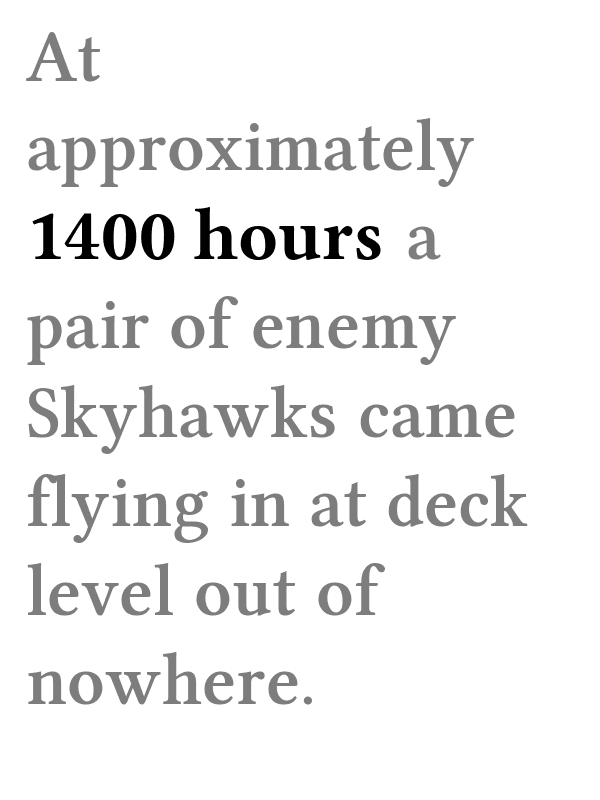 At
approximately
1400 hours a
pair of enemy
Skyhawks came
flying in at deck
level out of
nowhere.